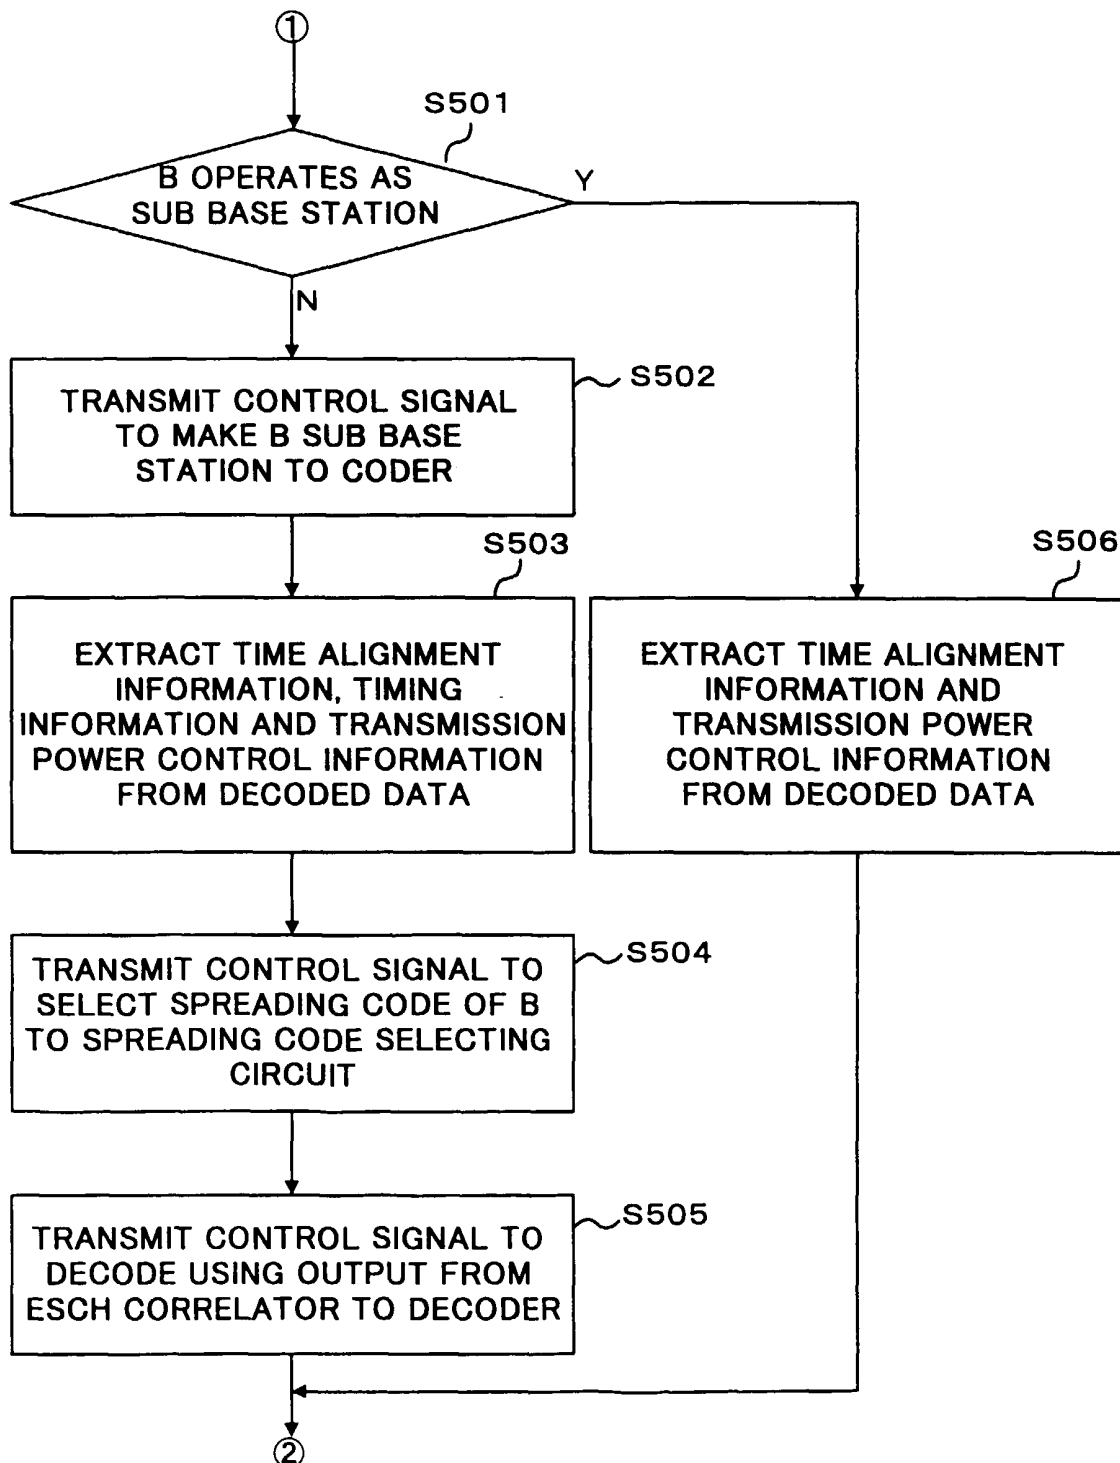 ①
S501
B OPERATES AS
SUB BASE STATION
Y
N
S502
TRANSMIT CONTROL SIGNAL
TO MAKE B SUB BASE
STATION TO CODER
S503
EXTRACT TIME ALIGNMENT
INFORMATION, TIMING
INFORMATION AND TRANSMISSION
POWER CONTROL INFORMATION
FROM DECODED DATA
S506
EXTRACT TIME ALIGNMENT
INFORMATION AND
TRANSMISSION POWER
CONTROL INFORMATION
FROM DECODED DATA
S504
TRANSMIT CONTROL SIGNAL TO
SELECT SPREADING CODE OF B
TO SPREADING CODE SELECTING
CIRCUIT
S505
TRANSMIT CONTROL SIGNAL TO
DECODE USING OUTPUT FROM
ESCH CORRELATOR TO DECODER
②